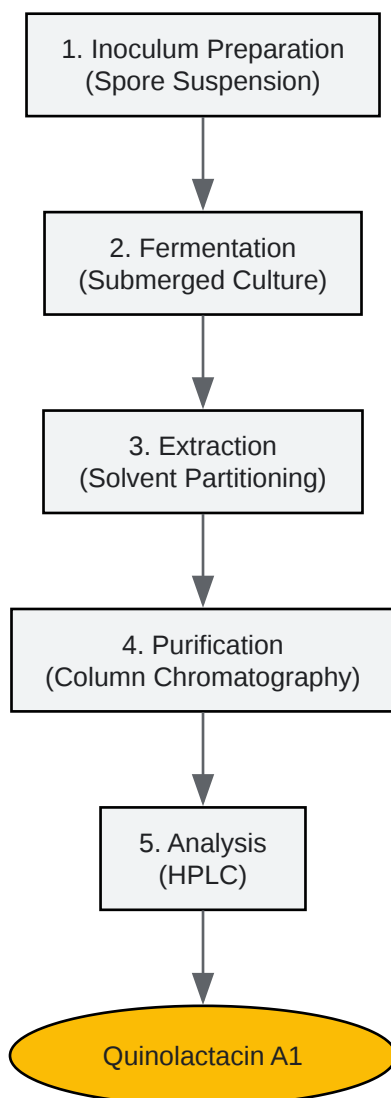 1. Inoculum Preparation
(Spore Suspension)
2. Fermentation
(Submerged Culture)
3. Extraction
(Solvent Partitioning)
4. Purification
(Column Chromatography)
5. Analysis
(HPLC)
Quinolactacin A1